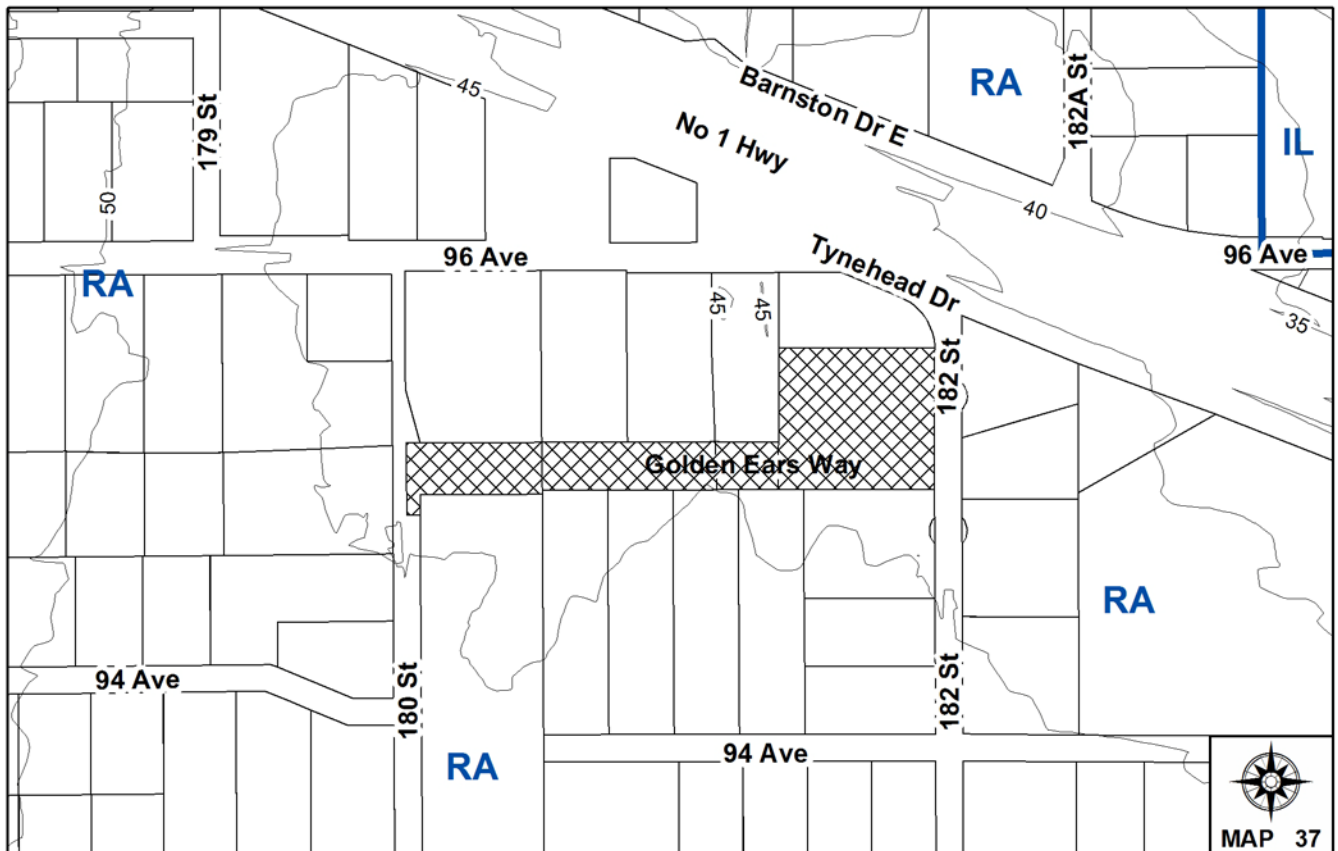 45
Barnston Dr E
RA
182A St
179 St
No 1 Hwy
IL
50
40
96 Ave
Tynehead Dr
96 Ave
RA
45
45
35
182 St
Golden Ears Way
RA
94 Ave
180 St
182 St
94 Ave
RA
MAP 37